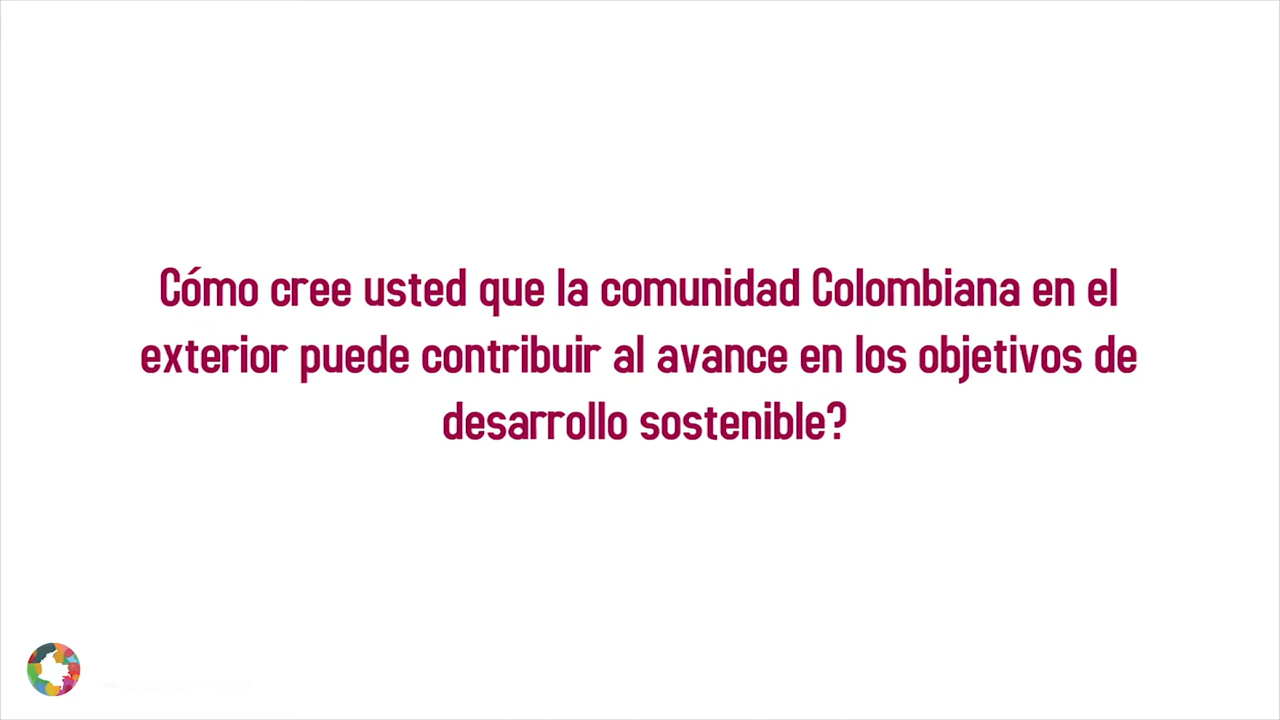 Cómo cree usted que la comunidad Colombiana en el
exterior puede contribuir al avance en los objetivos de
desarrollo sostenible?